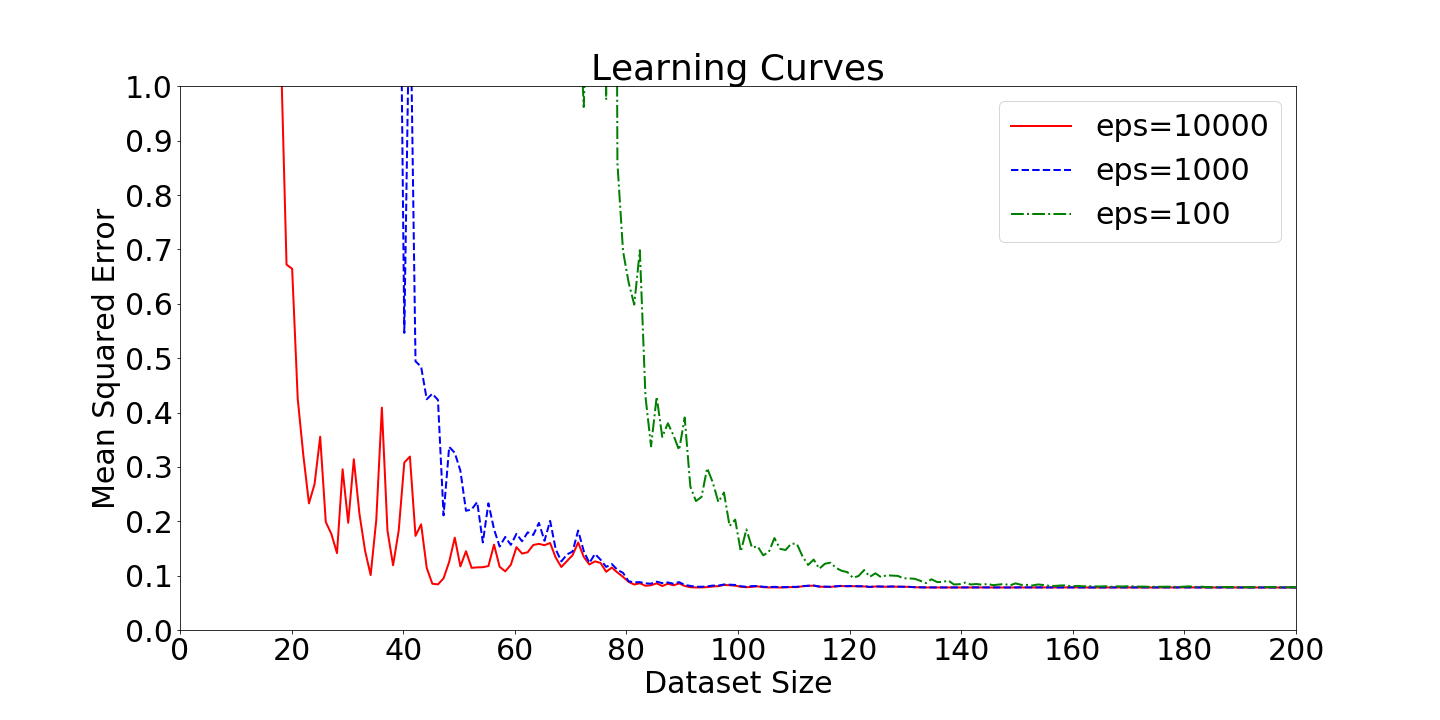 Learning Curves
Mean Squared Error
1.0
0.9
0.8
0.7
0.6
0.5
0.4
0.3
0.2
0.1
0.0
eps=10000
eps=1000
eps=100
0 20 40 60 80 100 120 140 160 180 200
Dataset Size